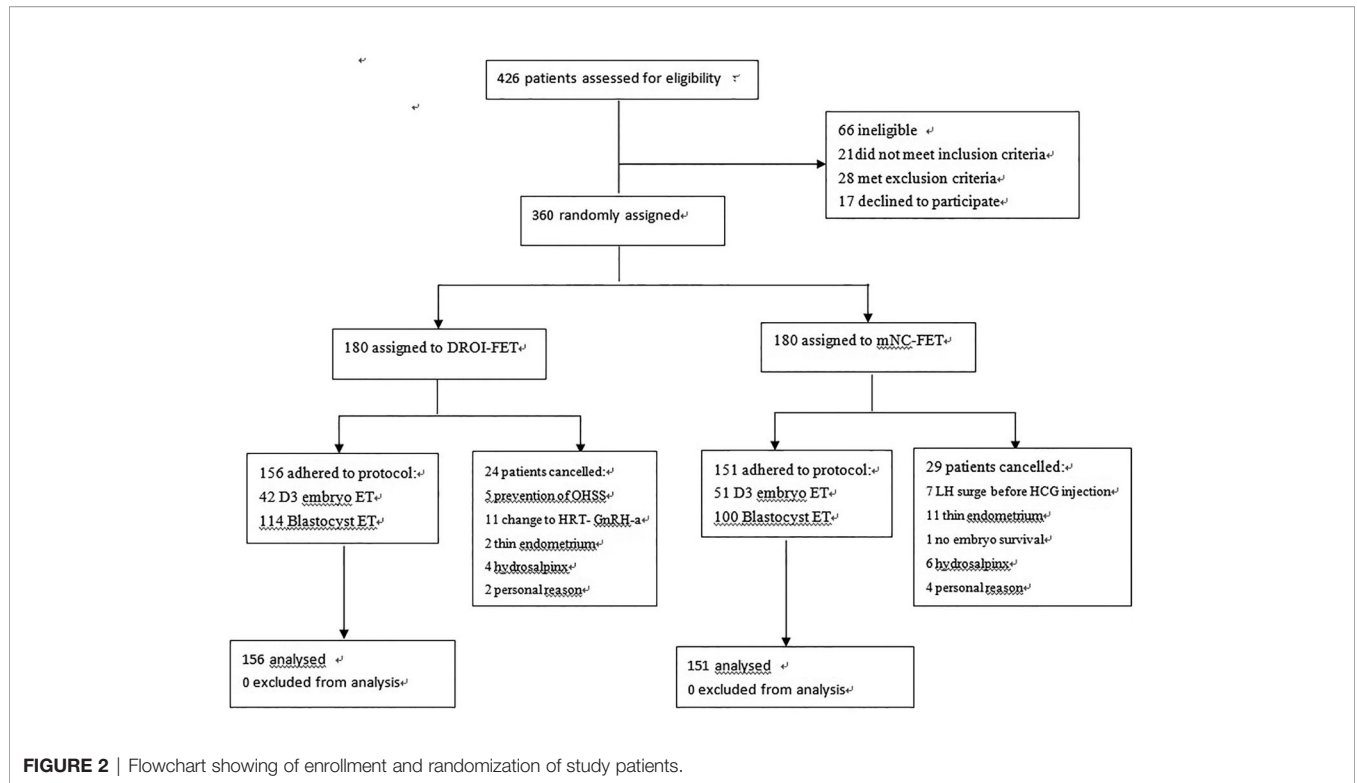 426 patients assessed for eligibility
66 ineligible
21did not meet inclusion criteria
28 met exclusion criteria
17 declined to participate
360 randomly assigned
180 assigned to DROI-FET
180 assigned to mNC-FET
156 adhered to protocol:
42 D3 embryo ET
114 Blastocyst ET
24 patients cancelled:
5 prevention of OHSS
11 change to HRT- GnRH-a
2 thin endometrium
4 hydrosalpinx
2 personal reason
151 adhered to protocol:
51 D3 embryo ET
100 Blastocyst ET
29 patients cancelled:
7 LH surge before HCG injection
11 thin endometrium
1 no embryo survival
6 hydrosalpinx
4 personal reason
156 analysed
0 excluded from analysis
151 analysed
0 excluded from analysis
FIGURE 2 | Flowchart showing of enrollment and randomization of study patients.